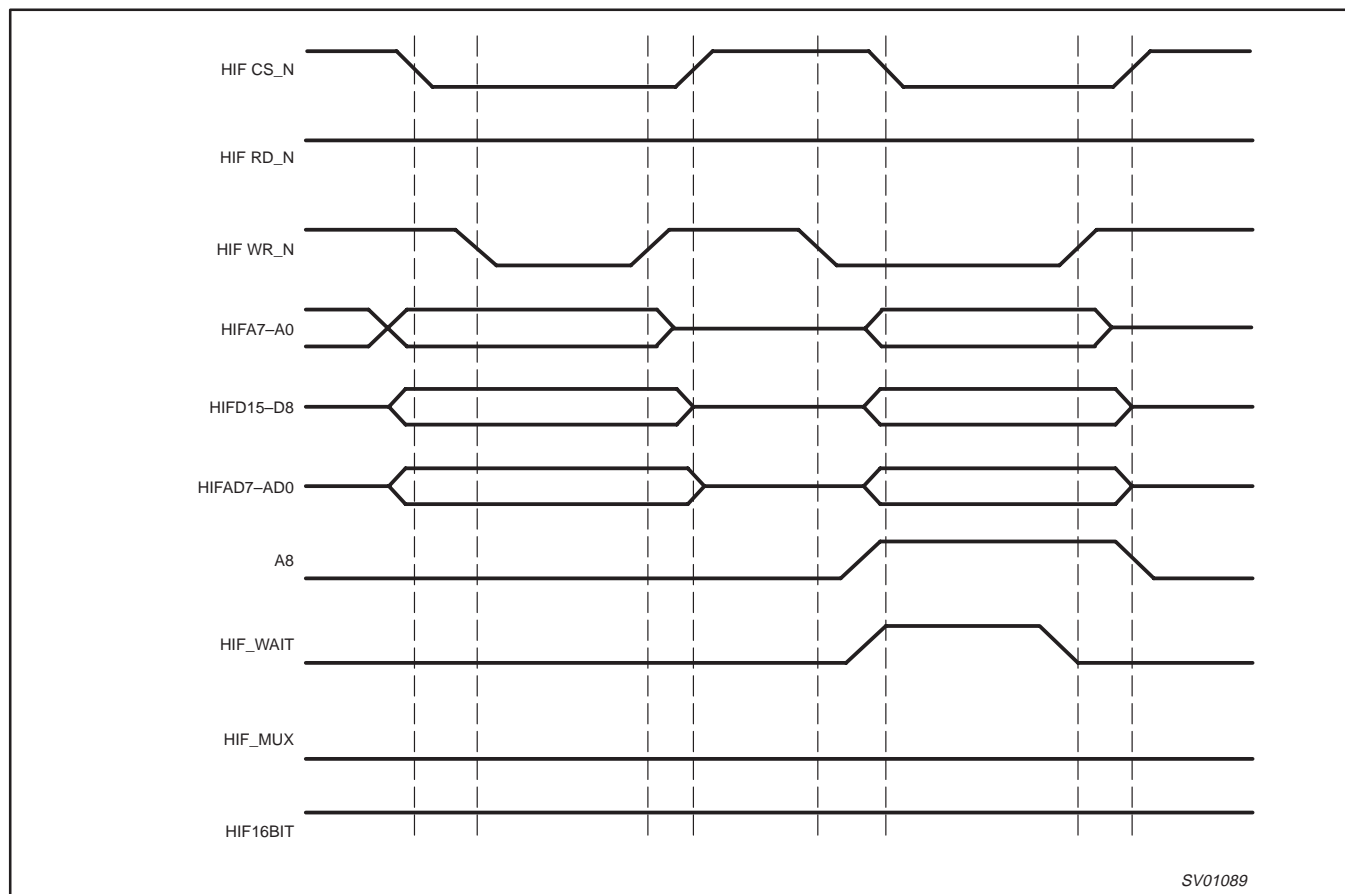 HIF CS_N
HIF RD_N
HIF WR_N
HIFA7–A0
HIFD15–D8
HIFAD7–AD0
A8
HIF_WAIT
HIF_MUX
HIF16BIT
SV01089